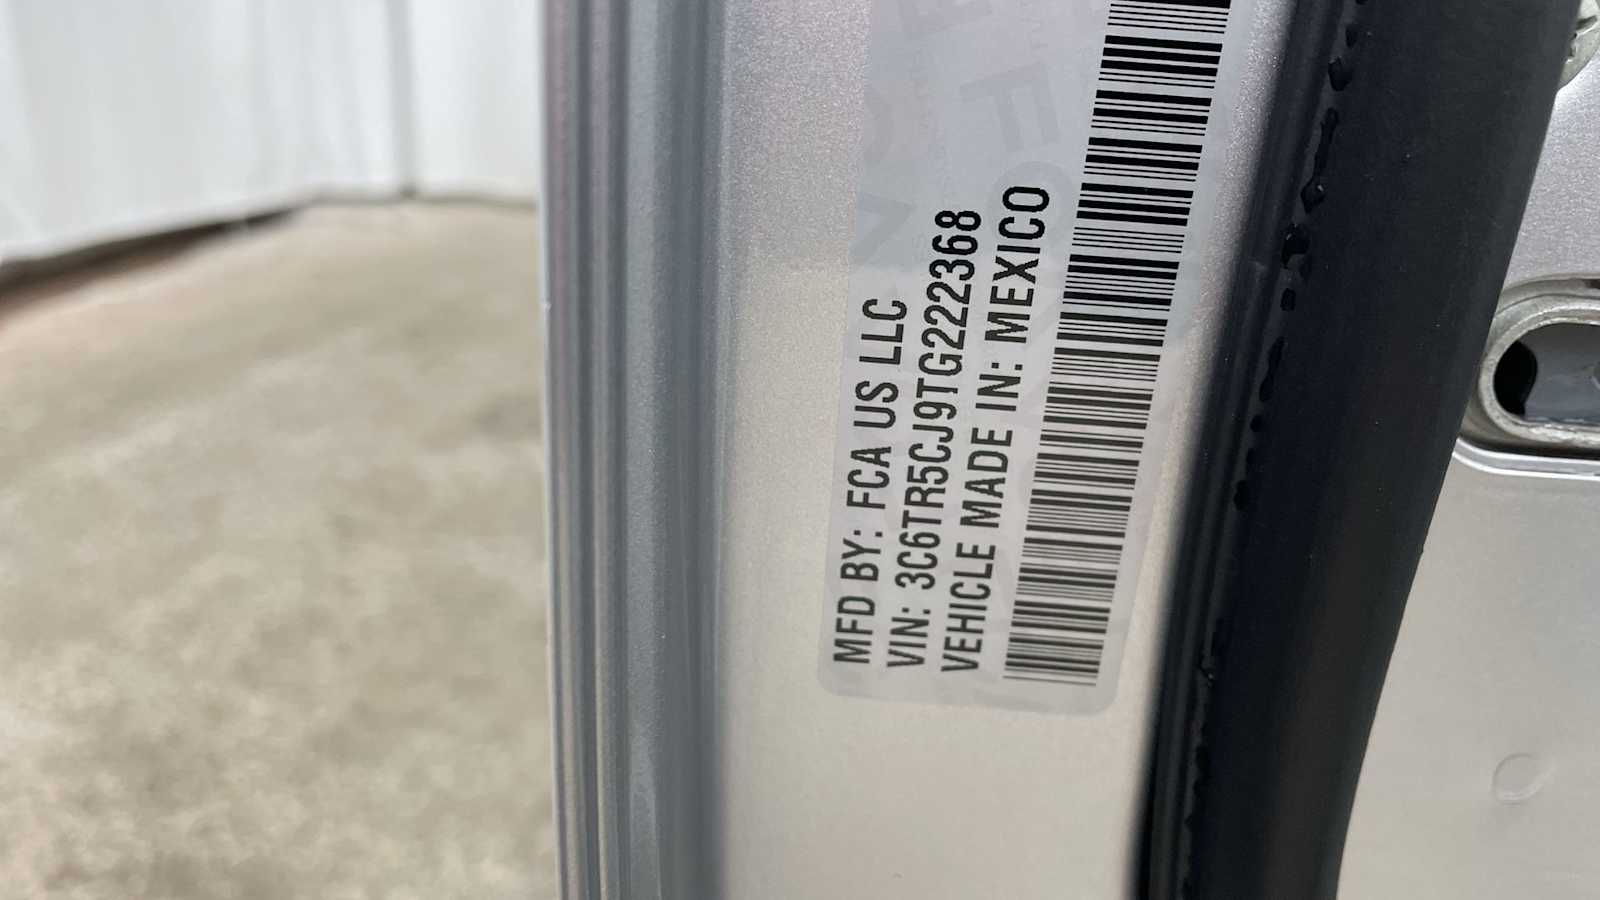 MFD BY: FCA US LLC
VIN: 3C6TR5CJ9TG222368
VEHICLE MADE IN: MEXICO